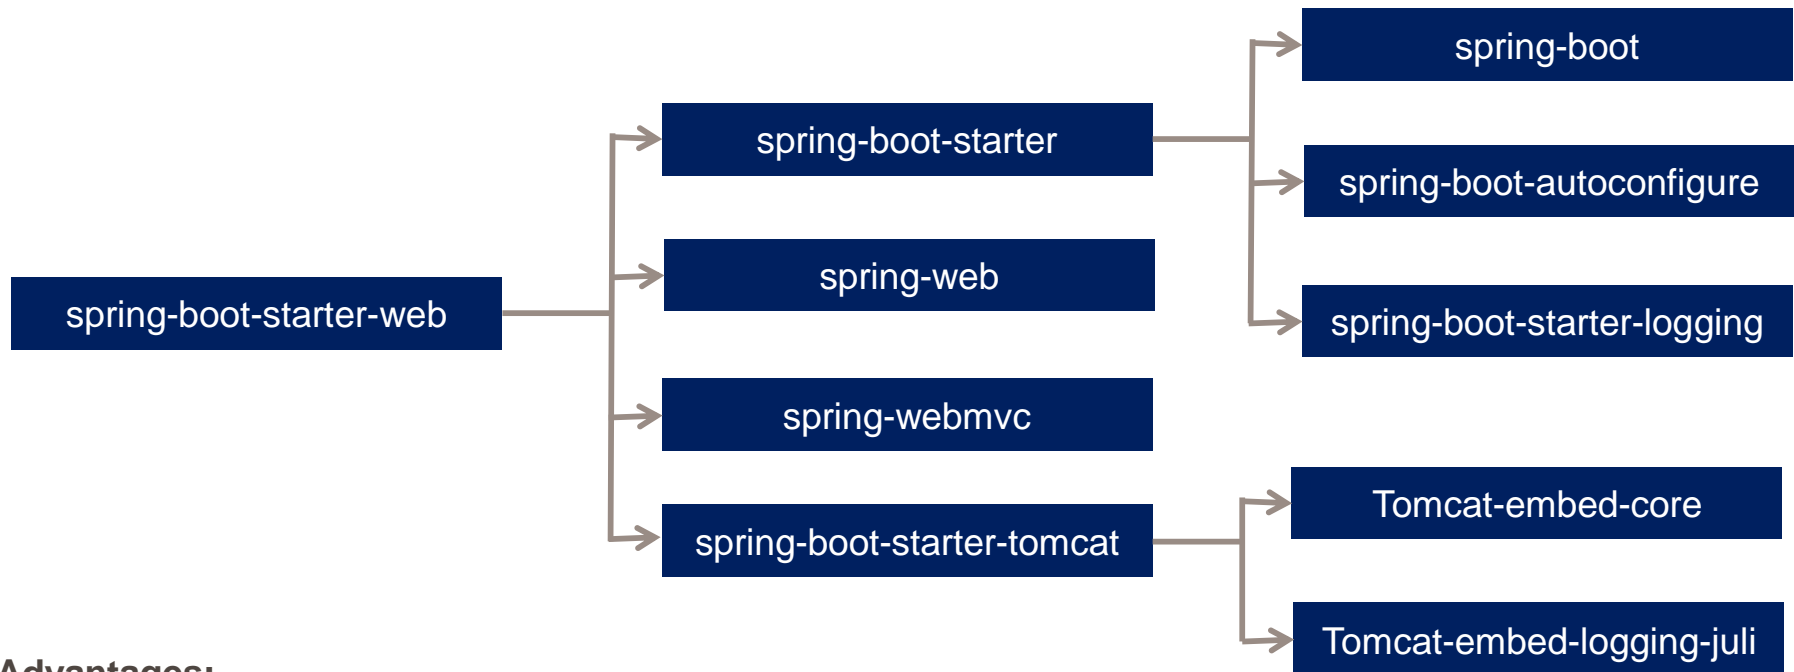 spring-boot
spring-boot-starter
spring-boot-autoconfigure
spring-web
spring-boot-starter-web
spring-boot-starter-logging
spring-webmvc
Tomcat-embed-core
spring-boot-starter-tomcat
Tomcat-embed-logging-juli
Advantages: